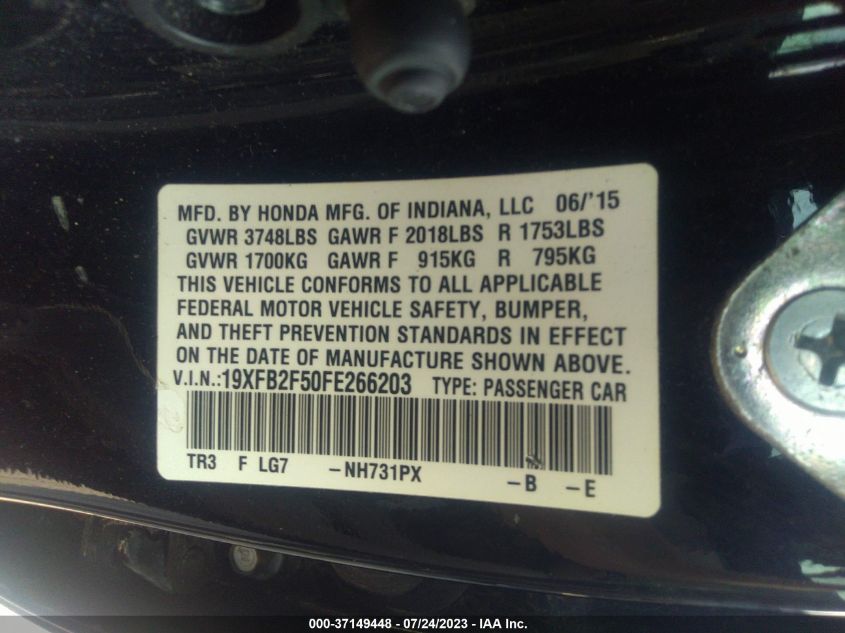 MFD. BY HONDA MFG. OF INDIANA, LLC 06/'15
GVWR 3748LBS GAWR F 2018LBS R 1753LBS
GVWR 1700KG GAWR F 915KG R 795KG
THIS VEHICLE CONFORMS TO ALL APPLICABLE
FEDERAL MOTOR VEHICLE SAFETY, BUMPER,
AND THEFT PREVENTION STANDARDS IN EFFECT
ON THE DATE OF MANUFACTURE SHOWN ABOVE.
V.I.N.:19XFB2F50FE266203 TYPE: PASSENGER CAR
TR3 F LG7 –NH731PX –B –E
000-37149448 - 07/24/2023 - IAA Inc.